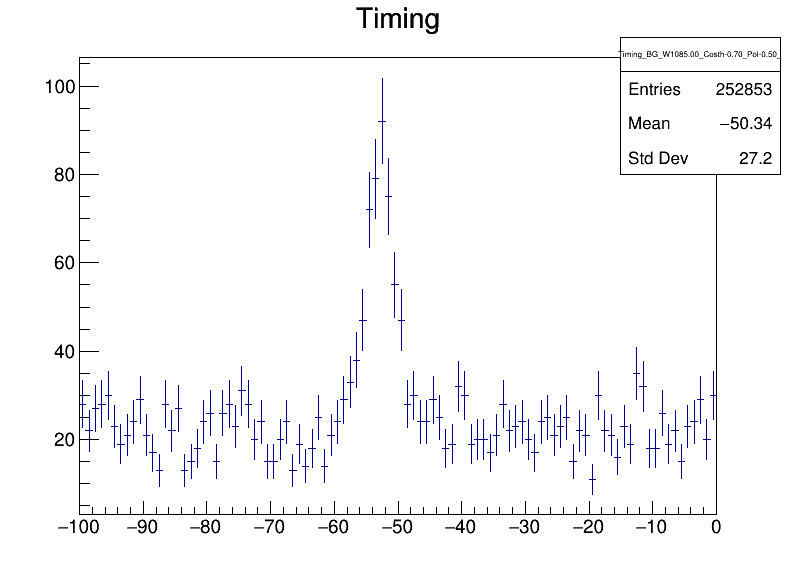 Timing
Timing_BG_W1085.00_Costh-0.70_Pol-0.50_
Entries 252853
Mean −50.34
Std Dev 27.2
100
80
60
40
20
−100 −90 −80 −70 −60 −50 −40 −30 −20 −10 0